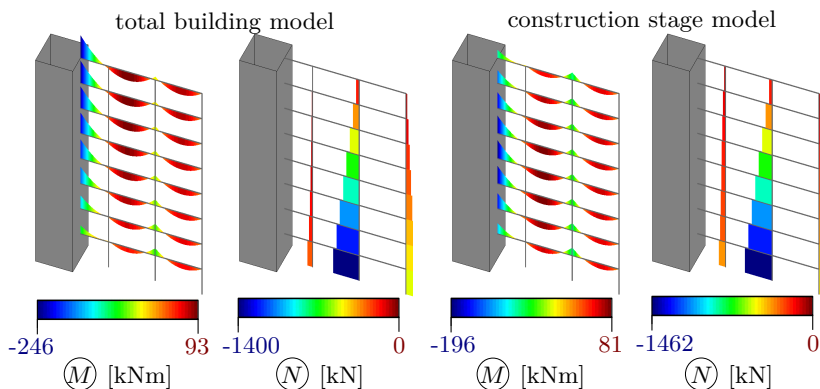 total building model construction stage model
-246 93 -1400 0 -196 81 -1462 0
M [kNm] N [kN] M [kNm] N [kN]